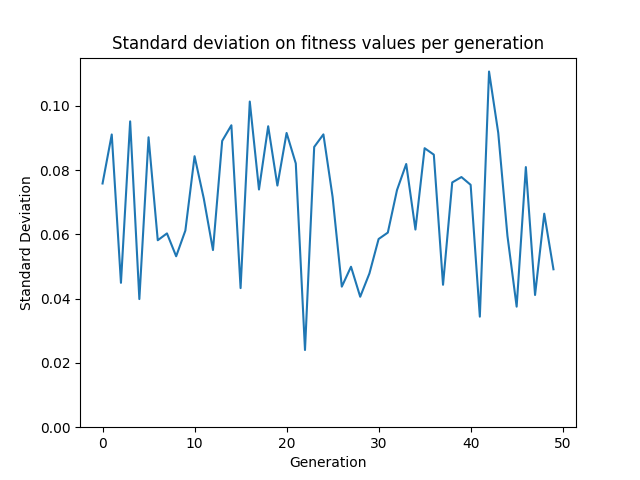 Standard deviation on fitness values per generation
0.10
0.08
0.06
0.04
0.02
0.00
Standard Deviation
0 10 20 30 40 50
Generation